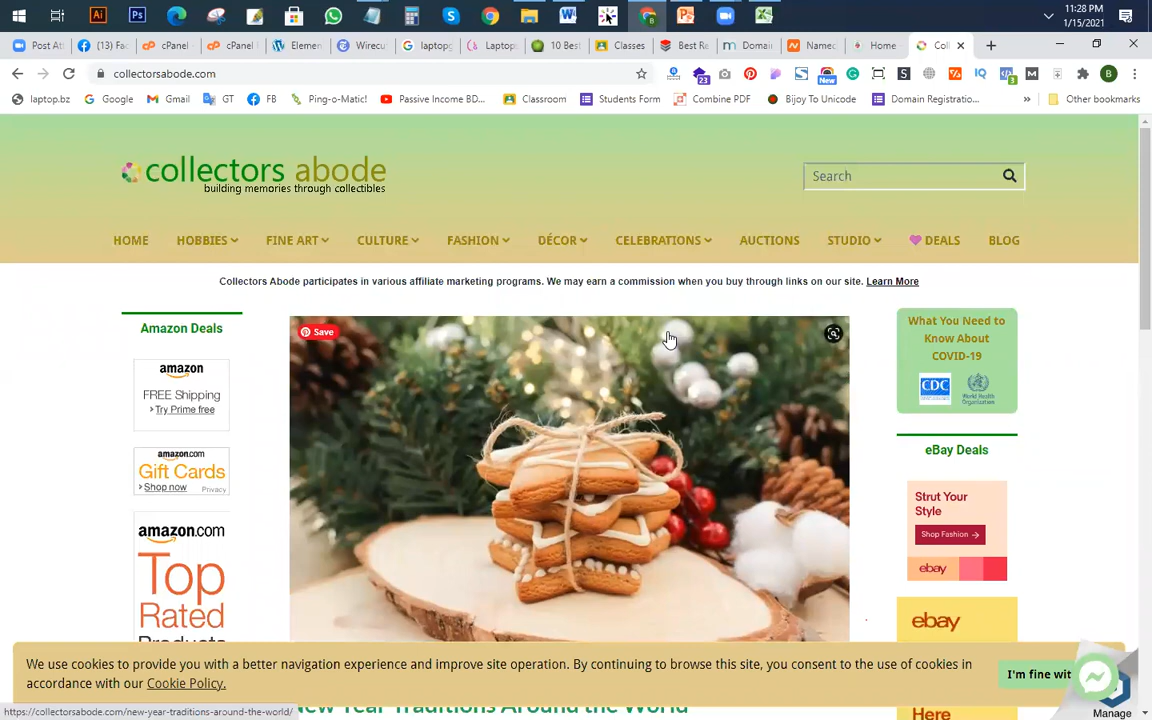 11:28 PM
1/15/2021
Post At
(13) Fa
cPanel
cPanel
Elemen
Wirecu
laptop
Laptop
10 Best
Classes
Best Re
Domai
Namec
Home
Coll
collectorsabode.com
23
New
3
B
laptop.bz
Google
Gmail
GT
FB
Ping-o-Matic!
Passive Income BD...
Classroom
Students Form
Combine PDF
Bijoy To Unicode
Domain Registratio...
Other bookmarks
collectors abode
building memories through collectibles
Search
HOME
HOBBIES
FINE ART
CULTURE
FASHION
DÉCOR
CELEBRATIONS
AUCTIONS
STUDIO
DEALS
BLOG
Collectors Abode participates in various affiliate marketing programs. We may earn a commission when you buy through links on our site. Learn More
Amazon Deals
amazon
FREE Shipping
›Try Prime free
amazon.com
Gift Cards
›Shop now
Privacy
amazon.com
Top
Rated
Save
What You Need to
Know About
COVID-19
CDC
World Health
Organization
eBay Deals
Strut Your
Style
Shop Fashion →
ebay
ebay
Here
We use cookies to provide you with a better navigation experience and improve site operation. By continuing to browse this site, you consent to the use of cookies in
accordance with our Cookie Policy.
I'm fine wit
New Year Traditions Around the World
https://collectorsabode.com/new-year-traditions-around-the-world/
Manage